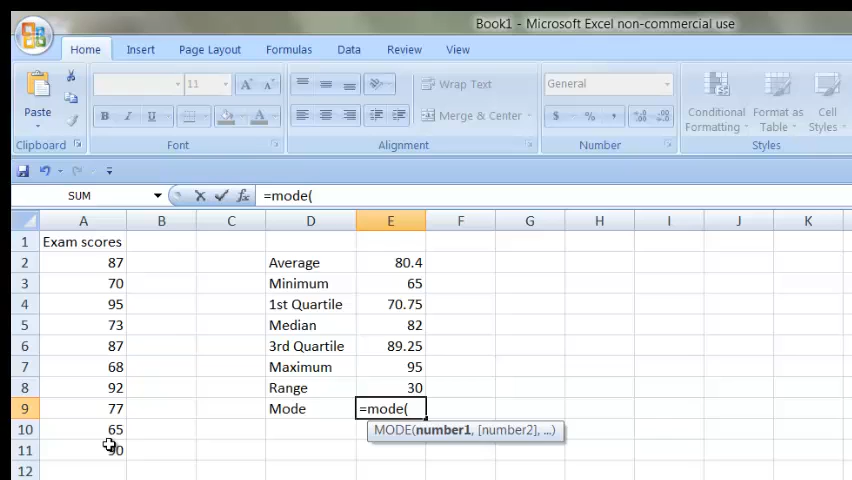 Book1 - Microsoft Excel non-commercial use
Home Insert Page Layout Formulas Data Review View
11 A A Wrap Text General
Paste B I U A Merge & Center $ % , Conditional Formatting Format as Table Cell Styles
Clipboard Font Alignment Number Styles
SUM fx =mode(
A B C D E F G H I J K
1 Exam scores
2 87 Average 80.4
3 70 Minimum 65
4 95 1st Quartile 70.75
5 73 Median 82
6 87 3rd Quartile 89.25
7 68 Maximum 95
8 92 Range 30
9 77 Mode =mode(
10 65 MODE(number1, [number2], ...)
11 90
12